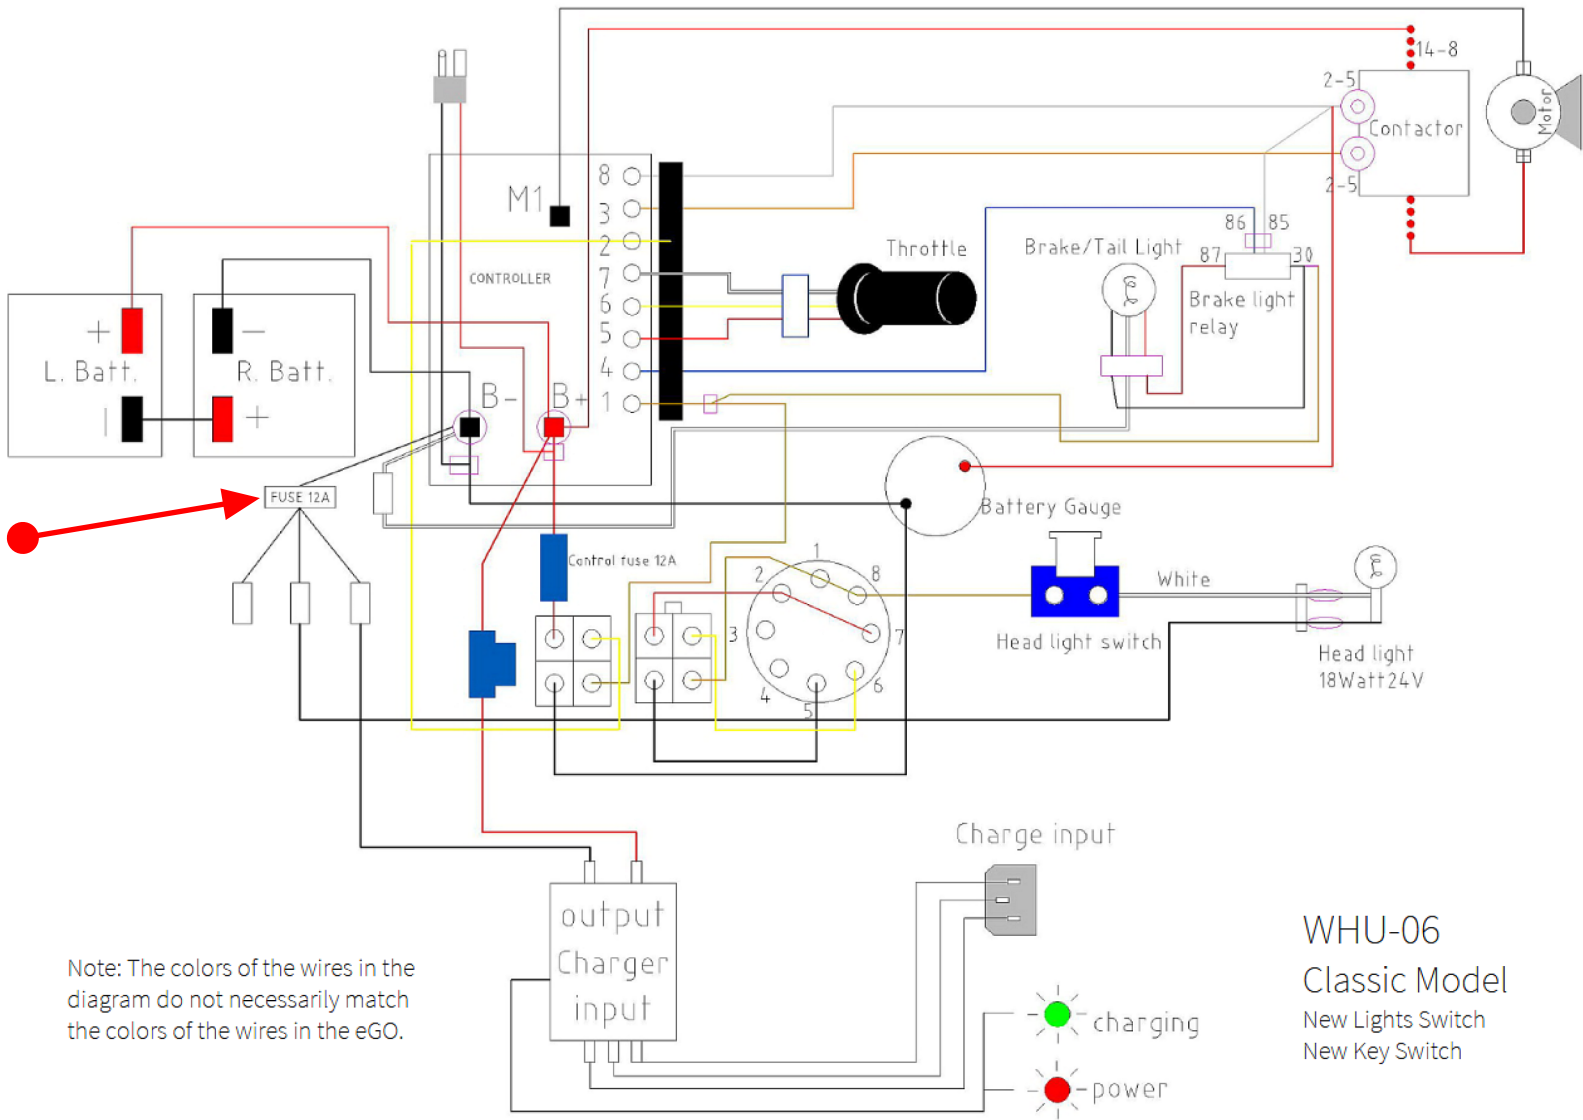 14-8
2-5
Contactor
Motor
2-5
M1
8
3
2
7
6
5
4
1
CONTROLLER
Throttle
Brake/Tail Light
86
85
87
30
Brake light
relay
+
−
L. Batt.
R. Batt.
−
+
B-
B+
FUSE 12A
Battery Gauge
Control fuse 12A
1
2
8
3
7
4
6
5
White
Head light switch
Head light
18Watt24V
Charge input
output
Charger
input
charging
power
Note: The colors of the wires in the
diagram do not necessarily match
the colors of the wires in the eGO.
WHU-06
Classic Model
New Lights Switch
New Key Switch